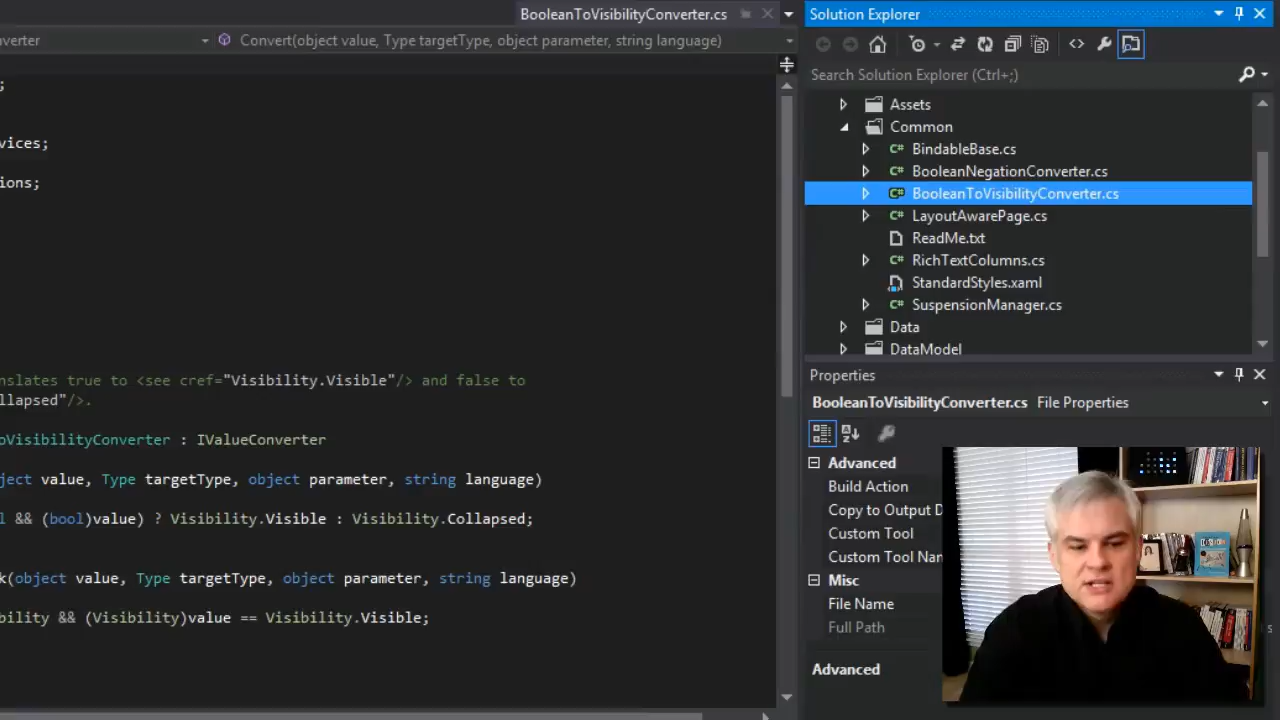 BooleanToVisibilityConverter.cs
verter
Convert(object value, Type targetType, object parameter, string language)
;
vices;
ions;
nslates true to <see cref="Visibility.Visible"/> and false to
llapsed"/>.
oVisibilityConverter : IValueConverter
ject value, Type targetType, object parameter, string language)
l && (bool)value) ? Visibility.Visible : Visibility.Collapsed;
k(object value, Type targetType, object parameter, string language)
bility && (Visibility)value == Visibility.Visible;
Solution Explorer
Search Solution Explorer (Ctrl+;)
Assets
Common
C# BindableBase.cs
C# BooleanNegationConverter.cs
C# BooleanToVisibilityConverter.cs
C# LayoutAwarePage.cs
ReadMe.txt
C# RichTextColumns.cs
StandardStyles.xaml
C# SuspensionManager.cs
Data
DataModel
Properties
BooleanToVisibilityConverter.cs File Properties
Advanced
Build Action
Copy to Output D
Custom Tool
Custom Tool Nam
Misc
File Name
Full Path
Advanced